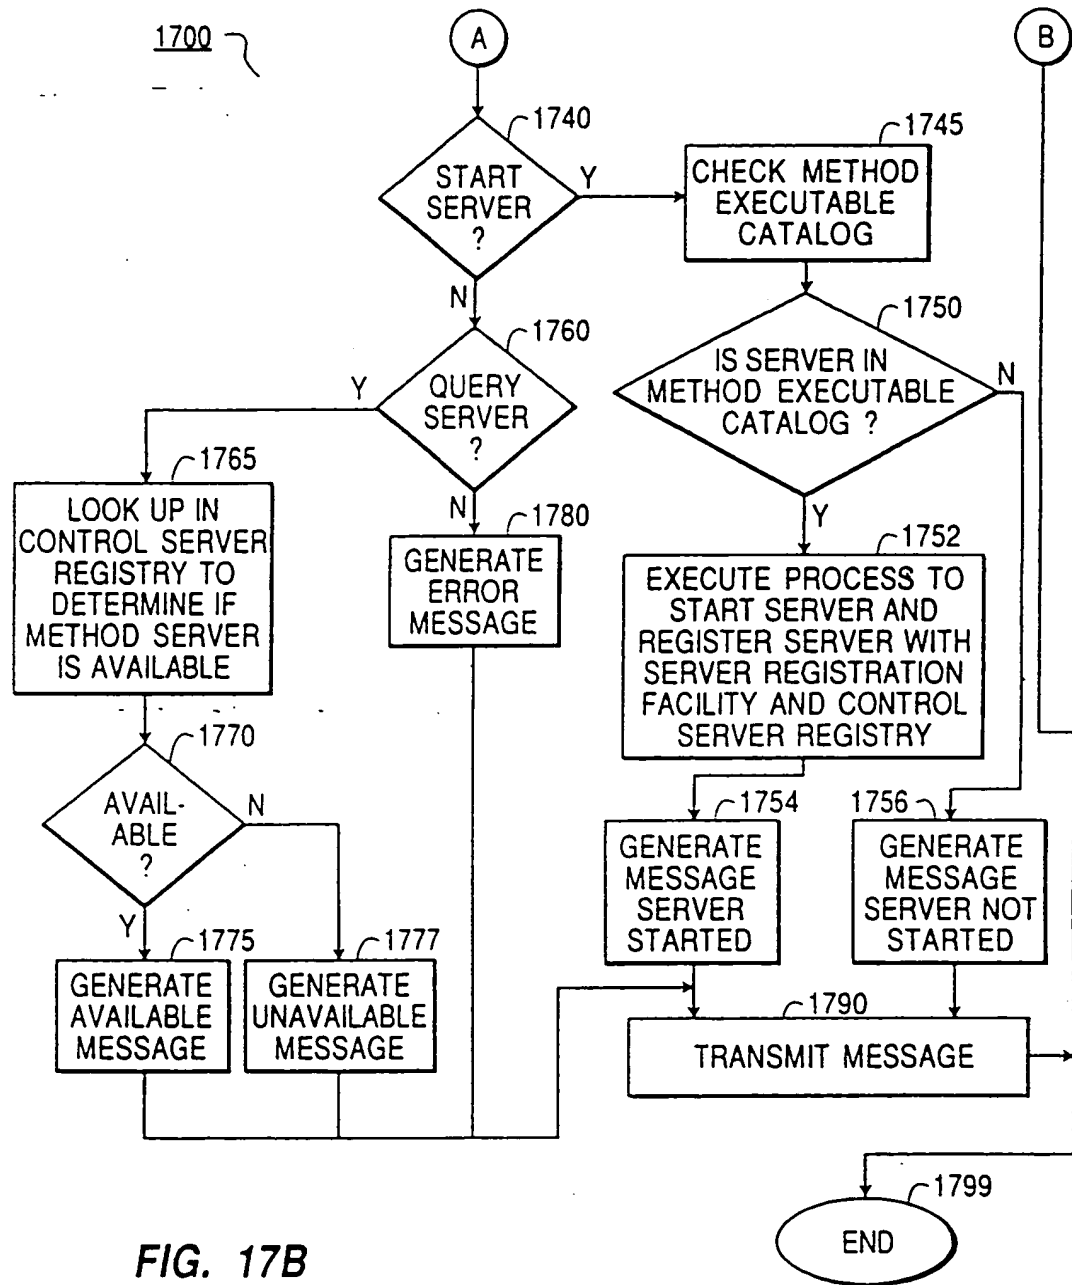 1700
A
B
1740
START
SERVER
?
Y
N
1745
CHECK METHOD
EXECUTABLE
CATALOG
1750
IS SERVER IN
METHOD EXECUTABLE
CATALOG ?
N
Y
1760
QUERY
SERVER
?
Y
N
1765
LOOK UP IN
CONTROL SERVER
REGISTRY TO
DETERMINE IF
METHOD SERVER
IS AVAILABLE
1780
GENERATE
ERROR
MESSAGE
1752
EXECUTE PROCESS TO
START SERVER AND
REGISTER SERVER WITH
SERVER REGISTRATION
FACILITY AND CONTROL
SERVER REGISTRY
1770
AVAIL-
ABLE
?
N
Y
1754
GENERATE
MESSAGE
SERVER
STARTED
1756
GENERATE
MESSAGE
SERVER NOT
STARTED
1775
GENERATE
AVAILABLE
MESSAGE
1777
GENERATE
UNAVAILABLE
MESSAGE
1790
TRANSMIT MESSAGE
1799
END
FIG. 17B